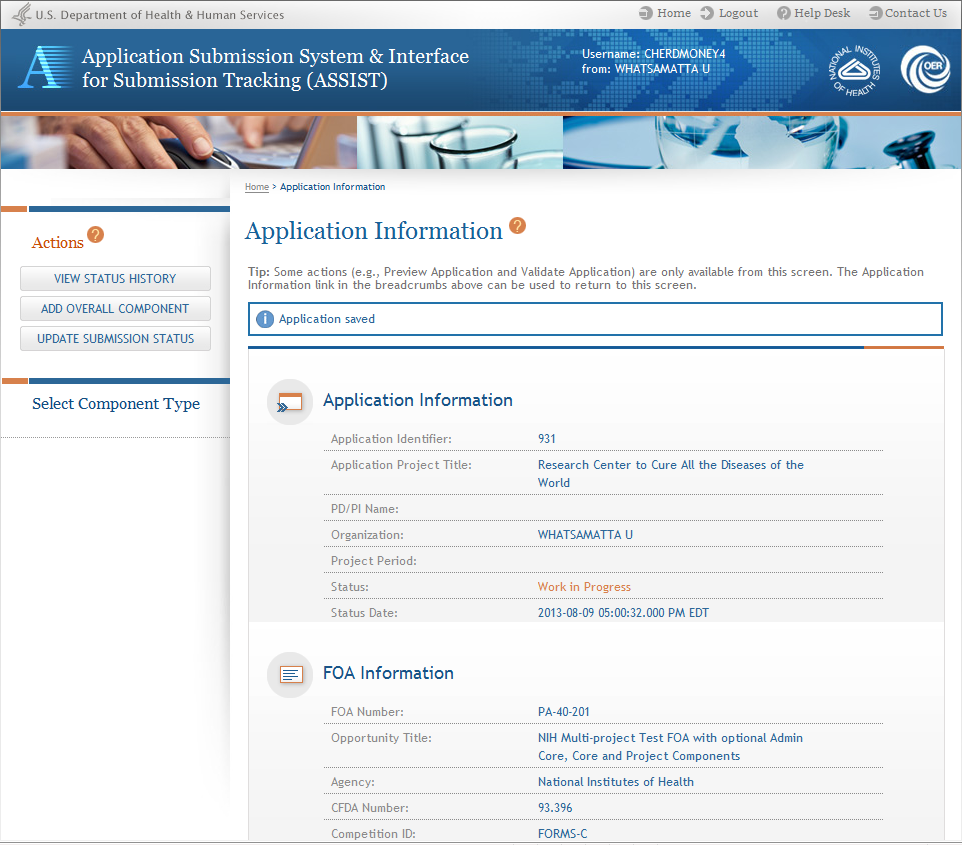 U.S. Department of Health & Human Services
Home Logout Help Desk Contact Us
A
Application Submission System & Interface
for Submission Tracking (ASSIST)
Username: CHERDMONEY4
from: WHATSAMATTA U
NATIONAL INSTITUTES OF HEALTH
OER
Home > Application Information
Actions ?
VIEW STATUS HISTORY
ADD OVERALL COMPONENT
UPDATE SUBMISSION STATUS
Select Component Type
Application Information ?
Tip: Some actions (e.g., Preview Application and Validate Application) are only available from this screen. The Application
Information link in the breadcrumbs above can be used to return to this screen.
i Application saved
Application Information
Application Identifier: 931
Application Project Title: Research Center to Cure All the Diseases of the
World
PD/PI Name:
Organization: WHATSAMATTA U
Project Period:
Status: Work in Progress
Status Date: 2013-08-09 05:00:32.000 PM EDT
FOA Information
FOA Number: PA-40-201
Opportunity Title: NIH Multi-project Test FOA with optional Admin
Core, Core and Project Components
Agency: National Institutes of Health
CFDA Number: 93.396
Competition ID: FORMS-C